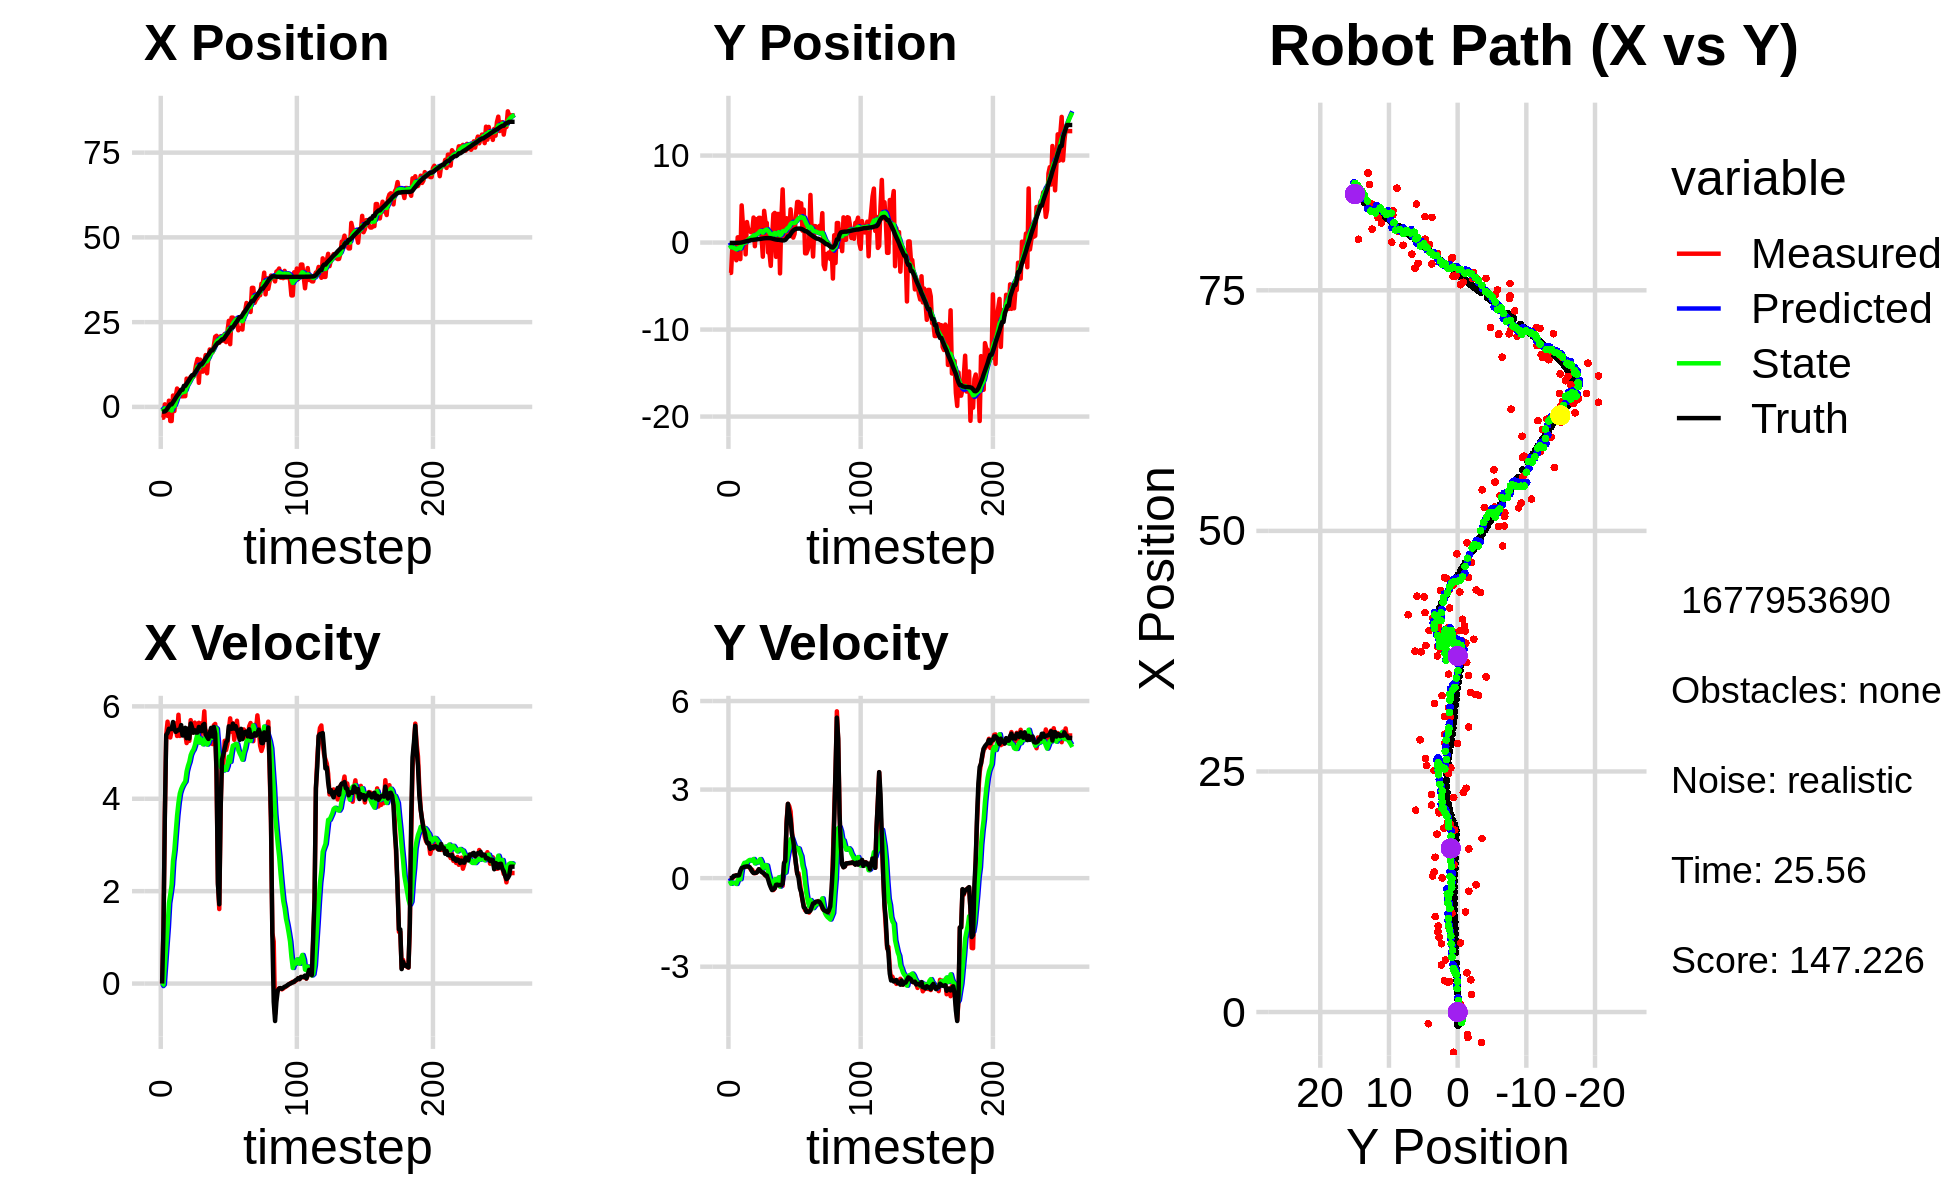 X Position
75
50
25
0
0
100
200
timestep
Y Position
10
0
-10
-20
0
100
200
timestep
X Velocity
6
4
2
0
0
100
200
timestep
Y Velocity
6
3
0
-3
0
100
200
timestep
Robot Path (X vs Y)
X Position
75
50
25
0
20 10 0 -10 -20
Y Position
variable
Measured
Predicted
State
Truth
1677953690
Obstacles: none
Noise: realistic
Time: 25.56
Score: 147.226